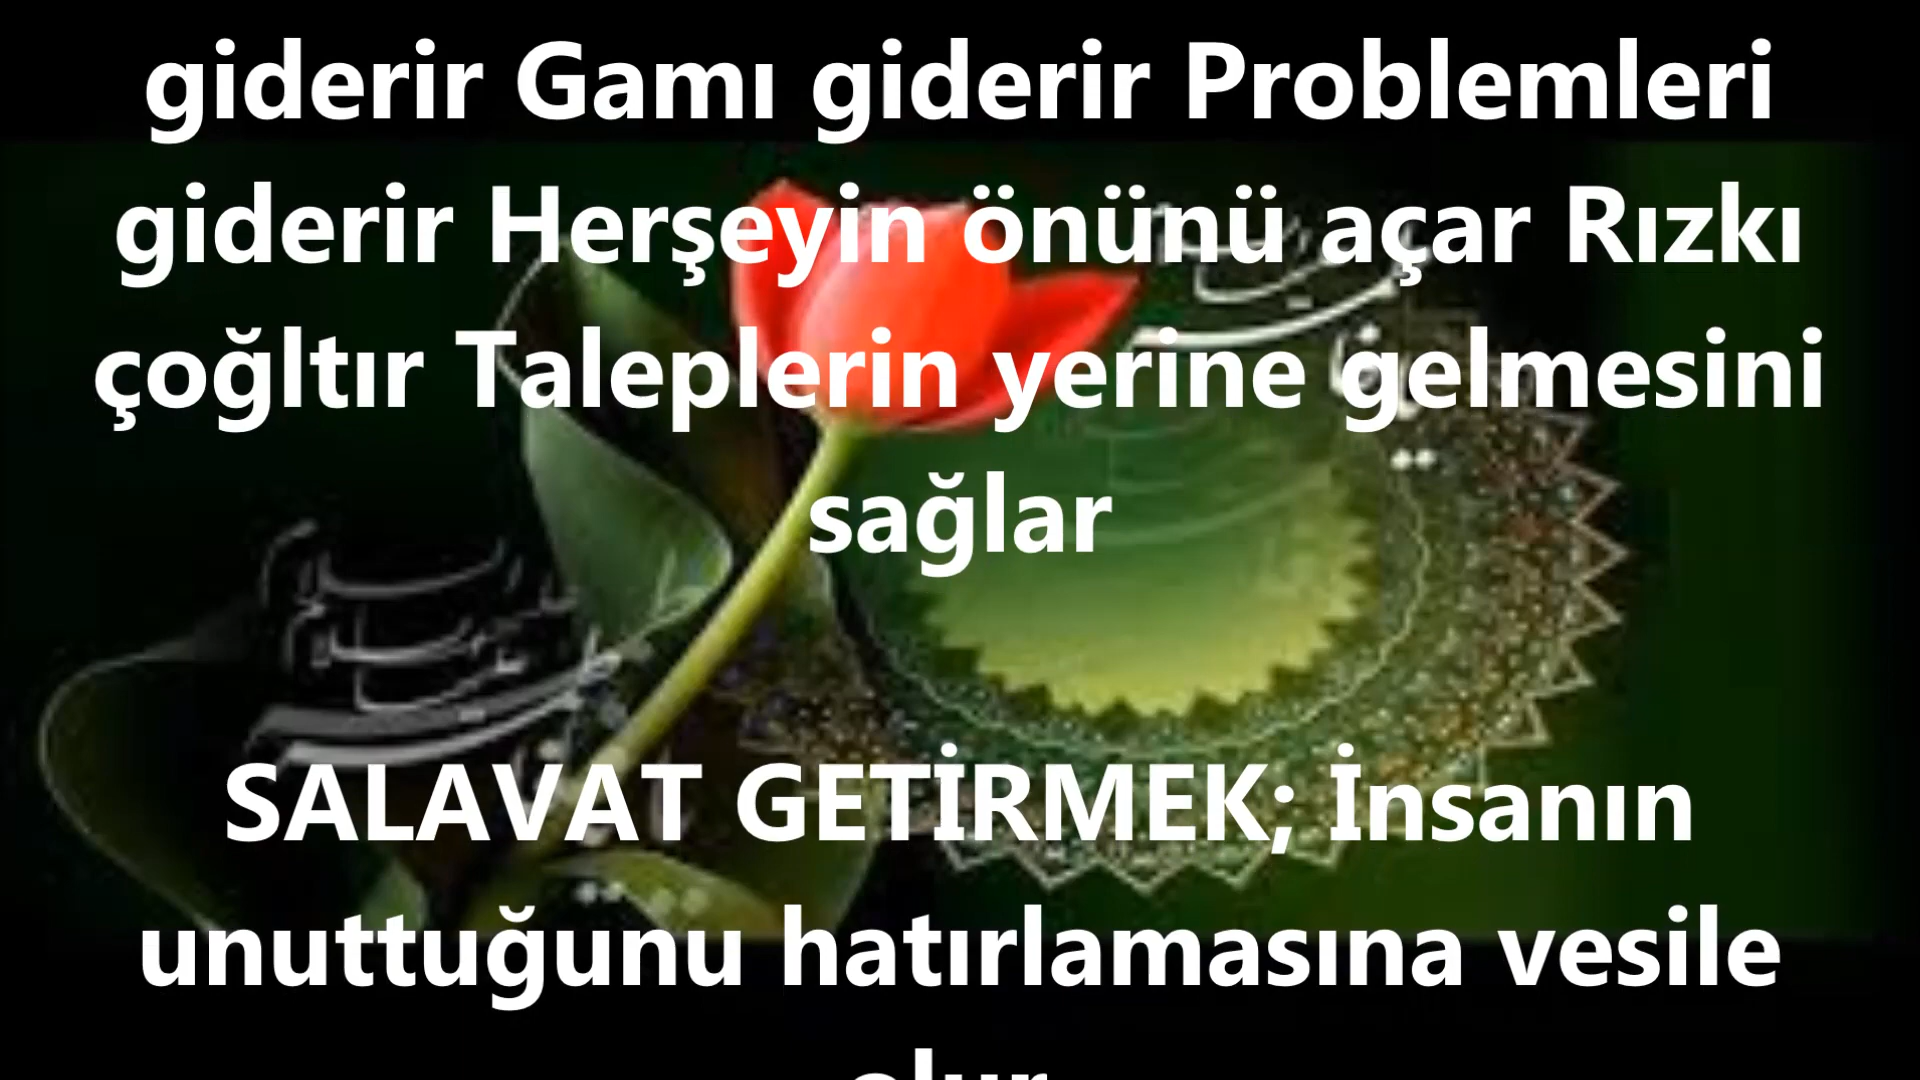 giderir Gamı giderir Problemleri
giderir Herşeyin önünü açar Rızkı
çoğltır Taleplerin yerine gelmesini
sağlar
SALAVAT GETİRMEK; İnsanın
unuttuğunu hatırlamasına vesile
olur